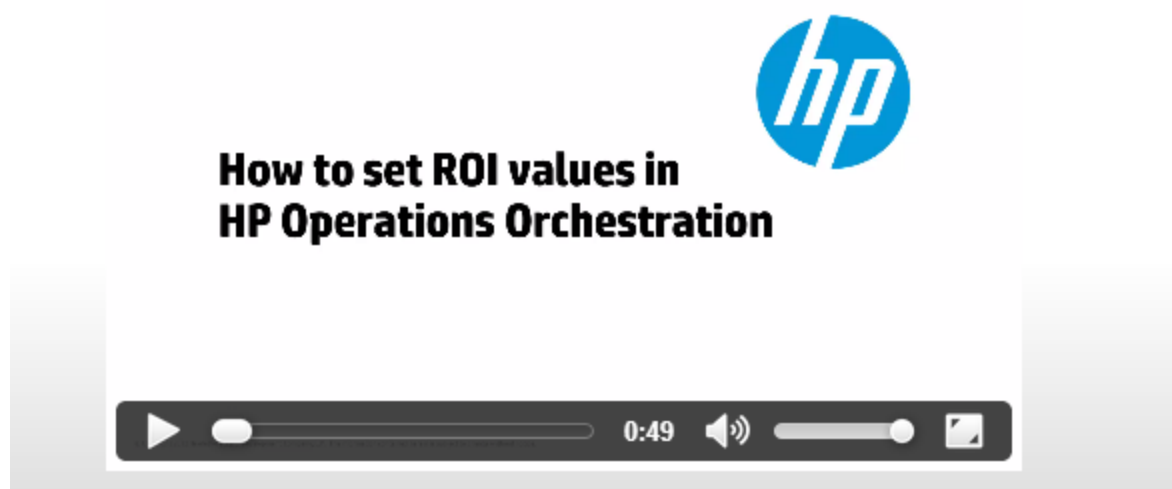 hp
How to set ROI values in
HP Operations Orchestration
0:49